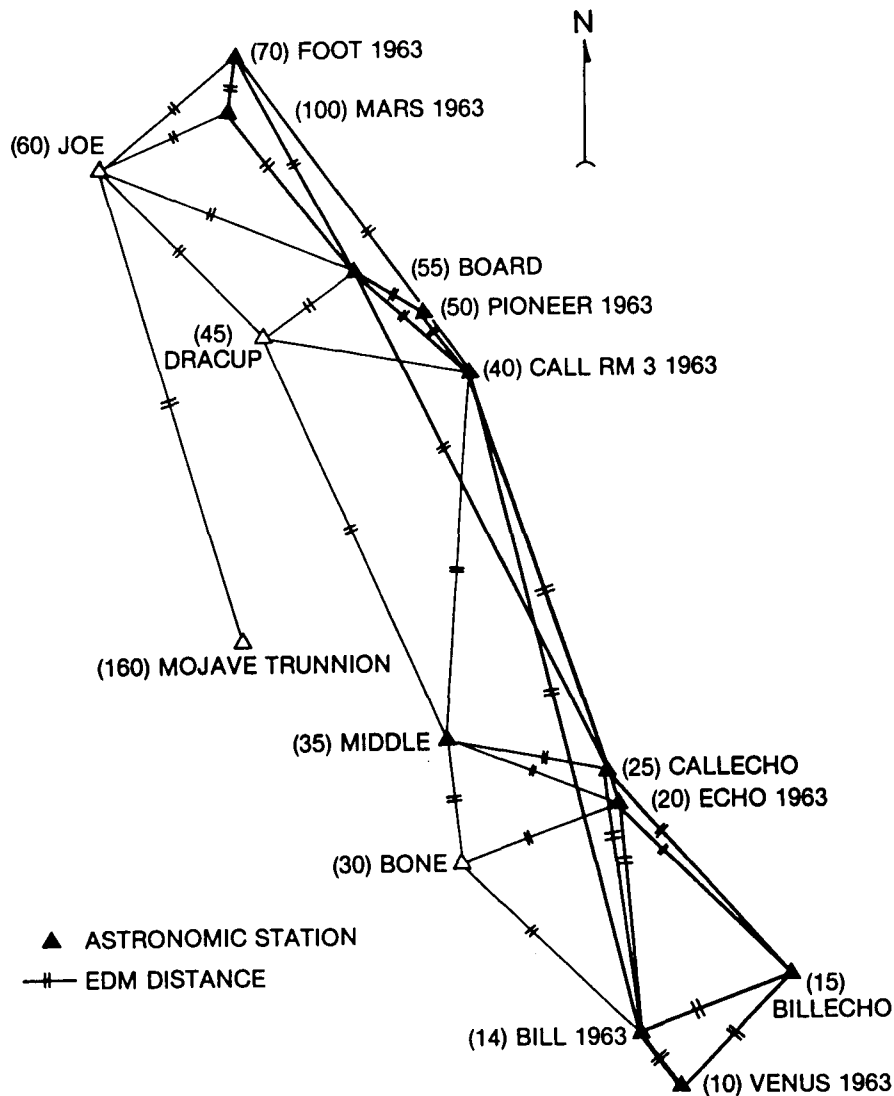 N
(70) FOOT 1963
(100) MARS 1963
(60) JOE
(55) BOARD
(50) PIONEER 1963
(45)
DRACUP
(40) CALL RM 3 1963
(160) MOJAVE TRUNNION
(35) MIDDLE
(25) CALLECHO
(20) ECHO 1963
(30) BONE
ASTRONOMIC STATION
EDM DISTANCE
(15)
BILLECHO
(14) BILL 1963
(10) VENUS 1963